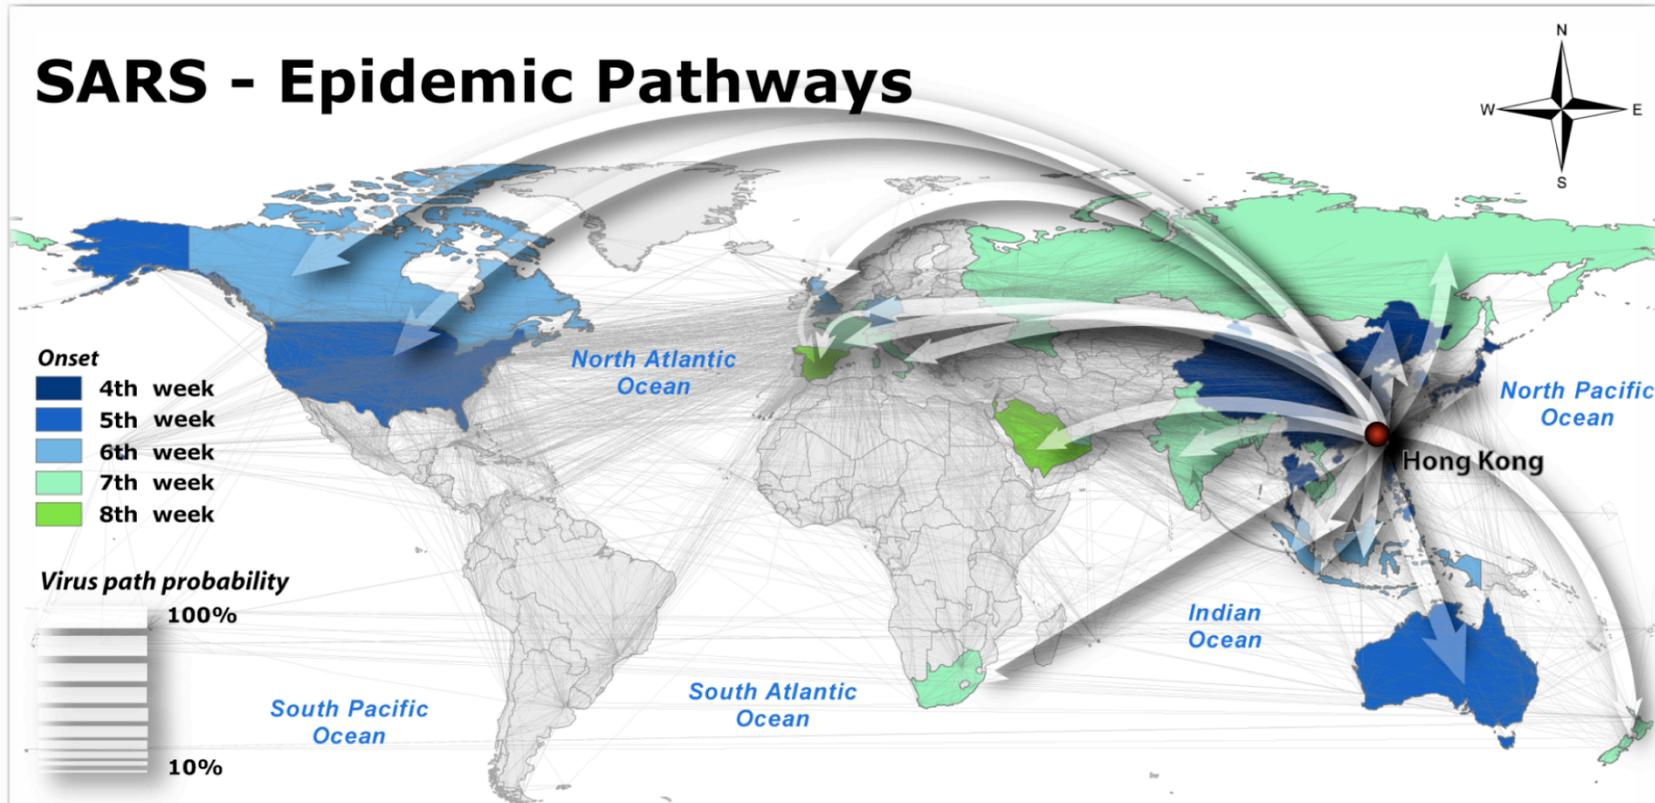 SARS - Epidemic Pathways
N
W
E
S
Onset
4th week
5th week
6th week
7th week
8th week
North Atlantic
Ocean
North Pacific
Ocean
Hong Kong
Virus path probability
100%
10%
Indian
Ocean
South Atlantic
Ocean
South Pacific
Ocean